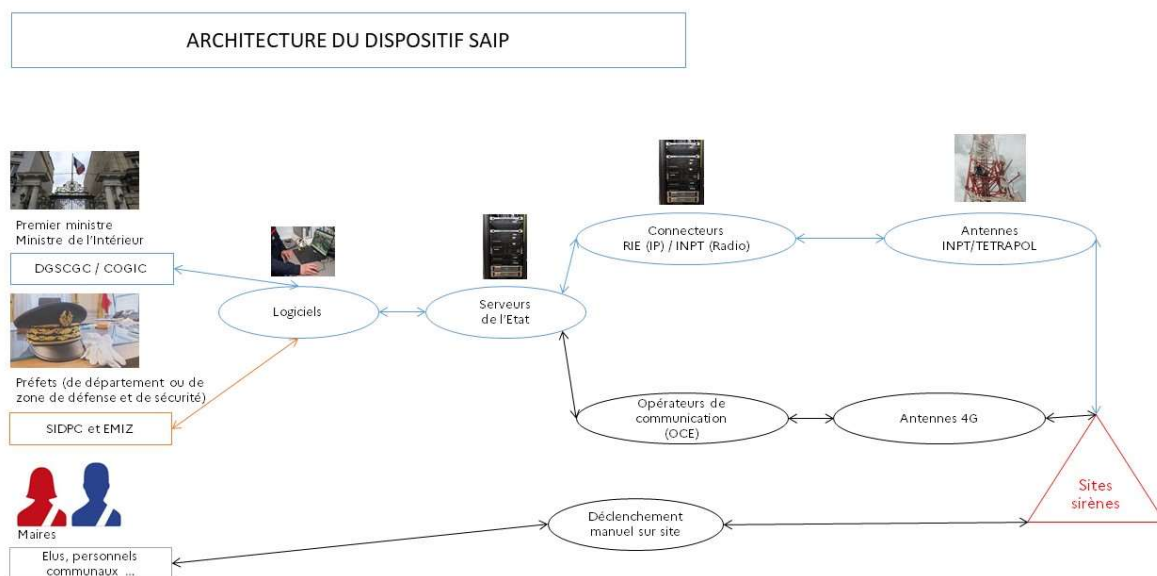 ARCHITECTURE DU DISPOSITIF SAIP
Premier ministre
Ministre de l'Intérieur
DGSCGC / COGIC
Préfets (de département ou de
zone de défense et de sécurité)
SIDPC et EMIZ
Maires
Elus, personnels
communaux ...
Logiciels
Serveurs
de l'Etat
Connecteurs
RIE (IP) / INPT (Radio)
Antennes
INPT/TETRAPOL
Opérateurs de
communication
(OCE)
Antennes 4G
Déclenchement
manuel sur site
Sites
sirènes